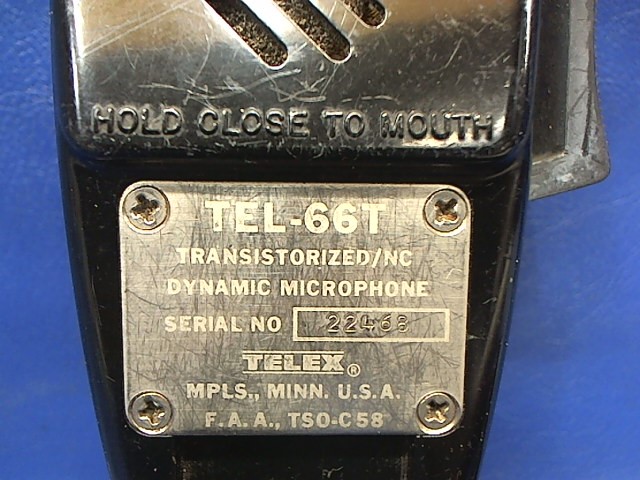 HOLD CLOSE TO MOUTH
TEL-66T
TRANSISTORIZED/NC
DYNAMIC MICROPHONE
SERIAL NO 22468
TELEX®
MPLS., MINN. U.S.A.
F.A.A., TSO-C58